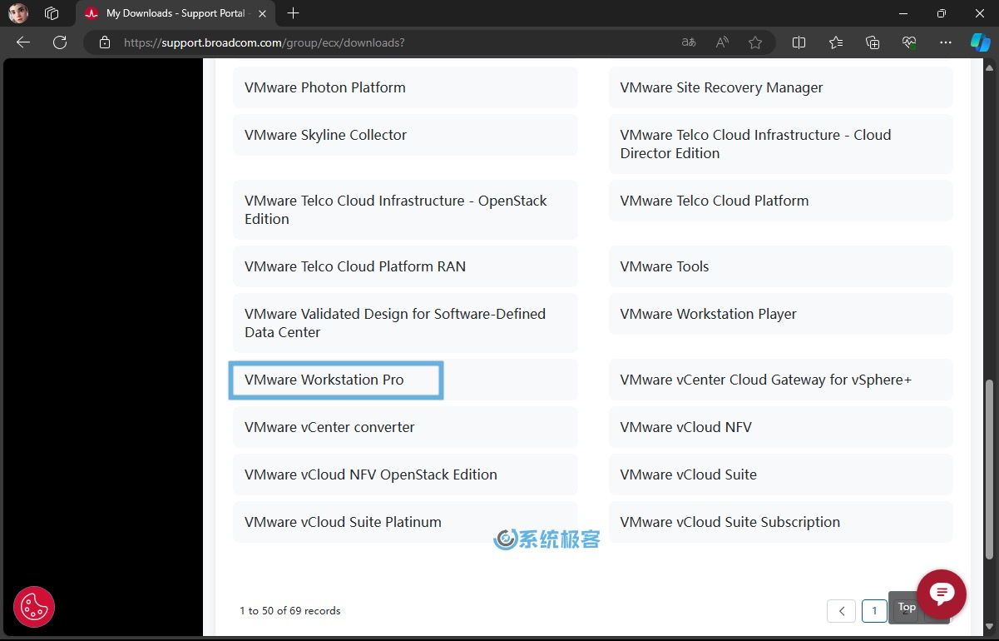 My Downloads - Support Portal -
https://support.broadcom.com/group/ecx/downloads?
VMware Photon Platform
VMware Site Recovery Manager
VMware Skyline Collector
VMware Telco Cloud Infrastructure - Cloud
Director Edition
VMware Telco Cloud Infrastructure - OpenStack
Edition
VMware Telco Cloud Platform
VMware Telco Cloud Platform RAN
VMware Tools
VMware Validated Design for Software-Defined
Data Center
VMware Workstation Player
VMware Workstation Pro
VMware vCenter Cloud Gateway for vSphere+
VMware vCenter converter
VMware vCloud NFV
VMware vCloud NFV OpenStack Edition
VMware vCloud Suite
VMware vCloud Suite Platinum
VMware vCloud Suite Subscription
系统极客
1 to 50 of 69 records
1
Top